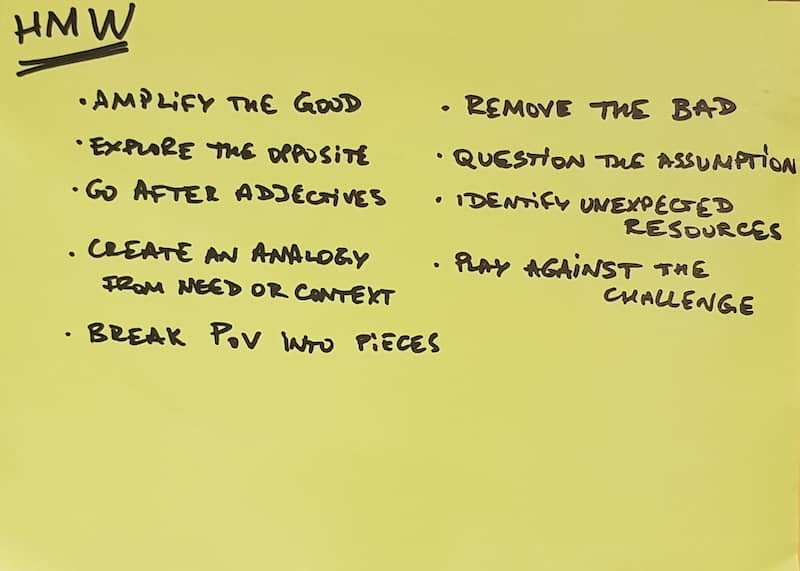 HMW
• AMPLIFY THE GOOD
• EXPLORE THE OPPOSITE
• GO AFTER ADJECTIVES
• CREATE AN ANALOGY
FROM NEED OR CONTEXT
• BREAK POV INTO PIECES
• REMOVE THE BAD
• QUESTION THE ASSUMPTION
• IDENTIFY UNEXPECTED
RESOURCES
• PLAY AGAINST THE
CHALLENGE